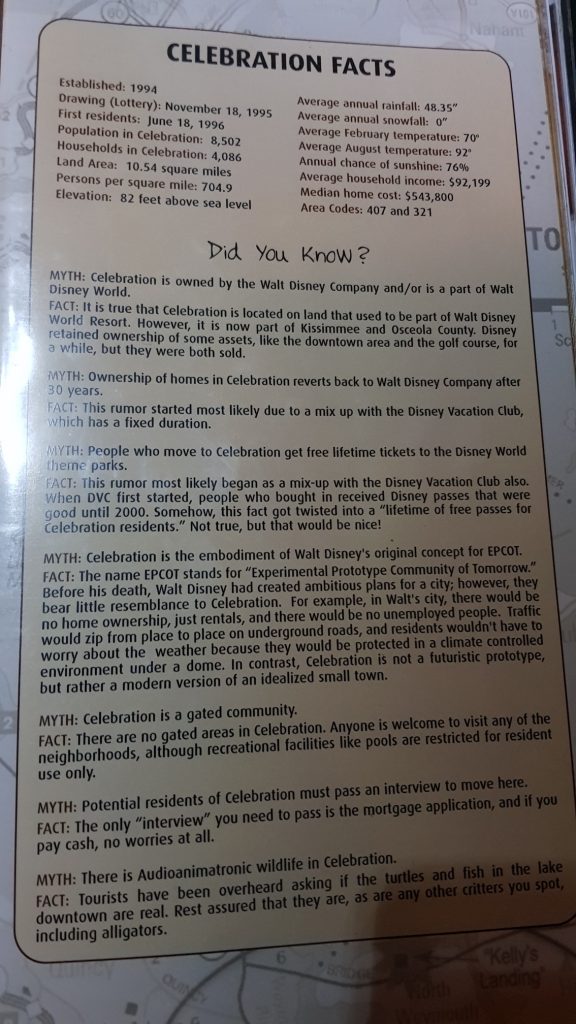 CELEBRATION FACTS
Established: 1994
Drawing (Lottery): November 18, 1995
First residents: June 18, 1996
Population in Celebration: 8,502
Households in Celebration: 4,086
Land Area: 10.54 square miles
Persons per square mile: 704.9
Elevation: 82 feet above sea level
Average annual rainfall: 48.35"
Average annual snowfall: 0"
Average February temperature: 70°
Average August temperature: 92°
Annual chance of sunshine: 76%
Average household income: $92,199
Median home cost: $543,800
Area Codes: 407 and 321
Did You Know?
MYTH: Celebration is owned by the Walt Disney Company and/or is a part of Walt
Disney World.
FACT: It is true that Celebration is located on land that used to be part of Walt Disney
World Resort. However, it is now part of Kissimmee and Osceola County. Disney
retained ownership of some assets, like the downtown area and the golf course, for
a while, but they were both sold.
MYTH: Ownership of homes in Celebration reverts back to Walt Disney Company after
30 years.
FACT: This rumor started most likely due to a mix up with the Disney Vacation Club,
which has a fixed duration.
MYTH: People who move to Celebration get free lifetime tickets to the Disney World
theme parks.
FACT: This rumor most likely began as a mix-up with the Disney Vacation Club also.
When DVC first started, people who bought in received Disney passes that were
good until 2000. Somehow, this fact got twisted into a "lifetime of free passes for
Celebration residents." Not true, but that would be nice!
MYTH: Celebration is the embodiment of Walt Disney's original concept for EPCOT.
FACT: The name EPCOT stands for "Experimental Prototype Community of Tomorrow."
Before his death, Walt Disney had created ambitious plans for a city; however, they
bear little resemblance to Celebration. For example, in Walt's city, there would be
no home ownership, just rentals, and there would be no unemployed people. Traffic
would zip from place to place on underground roads, and residents wouldn't have to
worry about the weather because they would be protected in a climate controlled
environment under a dome. In contrast, Celebration is not a futuristic prototype,
but rather a modern version of an idealized small town.
MYTH: Celebration is a gated community.
FACT: There are no gated areas in Celebration. Anyone is welcome to visit any of the
neighborhoods, although recreational facilities like pools are restricted for resident
use only.
MYTH: Potential residents of Celebration must pass an interview to move here.
FACT: The only "interview" you need to pass is the mortgage application, and if you
pay cash, no worries at all.
MYTH: There is Audioanimatronic wildlife in Celebration.
FACT: Tourists have been overheard asking if the turtles and fish in the lake
downtown are real. Rest assured that they are, as are any other critters you spot,
including alligators.
Nahant
TO
Quincy
QUINCY
6
BRIDGE
"Kelly's
Landing"
North
Weymouth